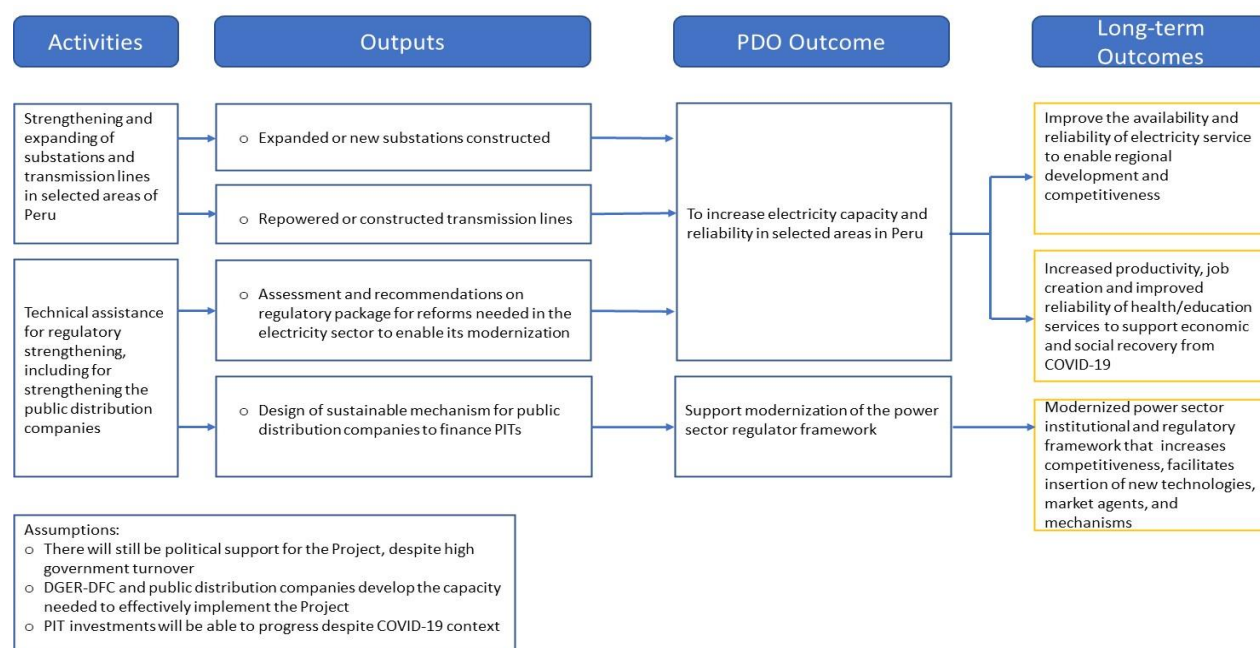 Activities
Outputs
PDO Outcome
Long-term
Outcomes
Strengthening and
expanding of
substations and
transmission lines
in selected areas of
Peru
o Expanded or new substations constructed
o Repowered or constructed transmission lines
To increase electricity capacity and
reliability in selected areas in Peru
Improve the availability and
reliability of electricity service
to enable regional
development and
competitiveness
Increased productivity, job
creation and improved
reliability of health/education
services to support economic
and social recovery from
COVID-19
Technical assistance
for regulatory
strengthening,
including for
strengthening the
public distribution
companies
o Assessment and recommendations on
regulatory package for reforms needed in the
electricity sector to enable its modernization
o Design of sustainable mechanism for public
distribution companies to finance PITs
Support modernization of the power
sector regulator framework
Modernized power sector
institutional and regulatory
framework that increases
competitiveness, facilitates
insertion of new technologies,
market agents, and
mechanisms
Assumptions:
o There will still be political support for the Project, despite high
government turnover
o DGER-DFC and public distribution companies develop the capacity
needed to effectively implement the Project
o PIT investments will be able to progress despite COVID-19 context